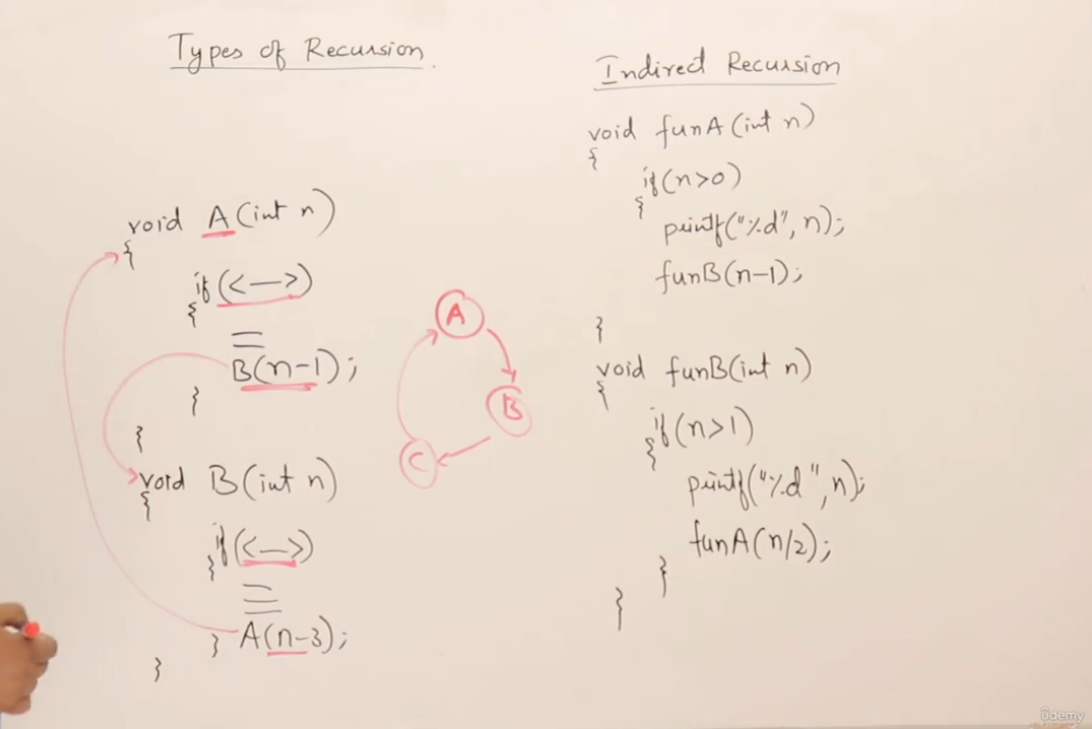 Types of Recursion.
void A(int n)
{
if(<—>)
{
B(n-1);
}
}
void B(int n)
{
if(<—>)
}
A(n-3);
}
}
A
B
C
Indirect Recursion
void funA(int n)
{
if(n>0)
{
printf("%d", n);
funB(n-1);
}
void funB(int n)
{
if(n>1)
{
printf("%d", n);
funA(n/2);
}
}
ûdemy